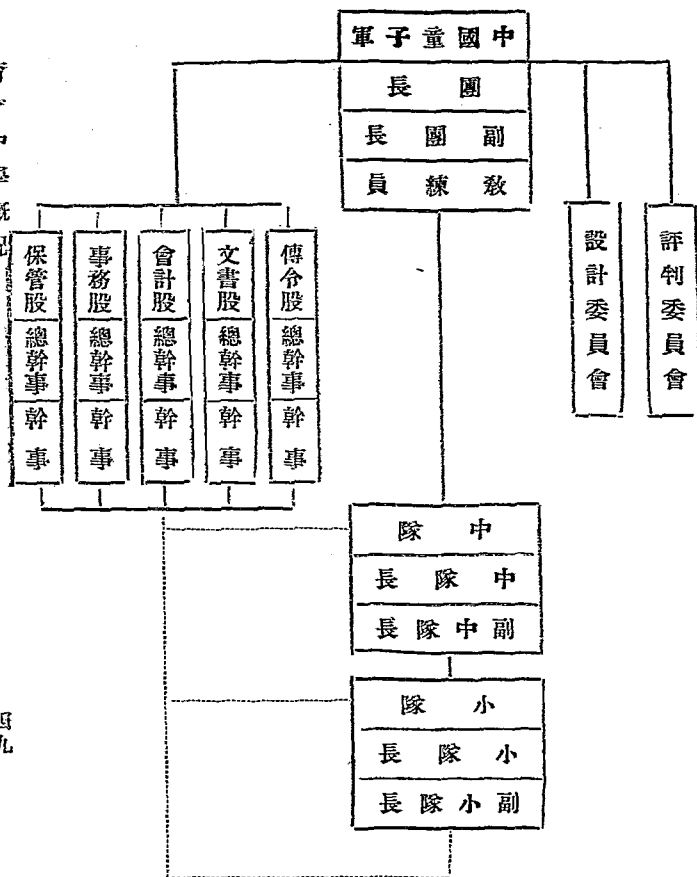 中國童子軍
團長
副團長
教練員
評判委員會
設計委員會
傳令股 總幹事 幹事
文書股 總幹事 幹事
會計股 總幹事 幹事
事務股 總幹事 幹事
保管股 總幹事 幹事
中隊
中隊長
副中隊長
小隊
小隊長
副小隊長
四九